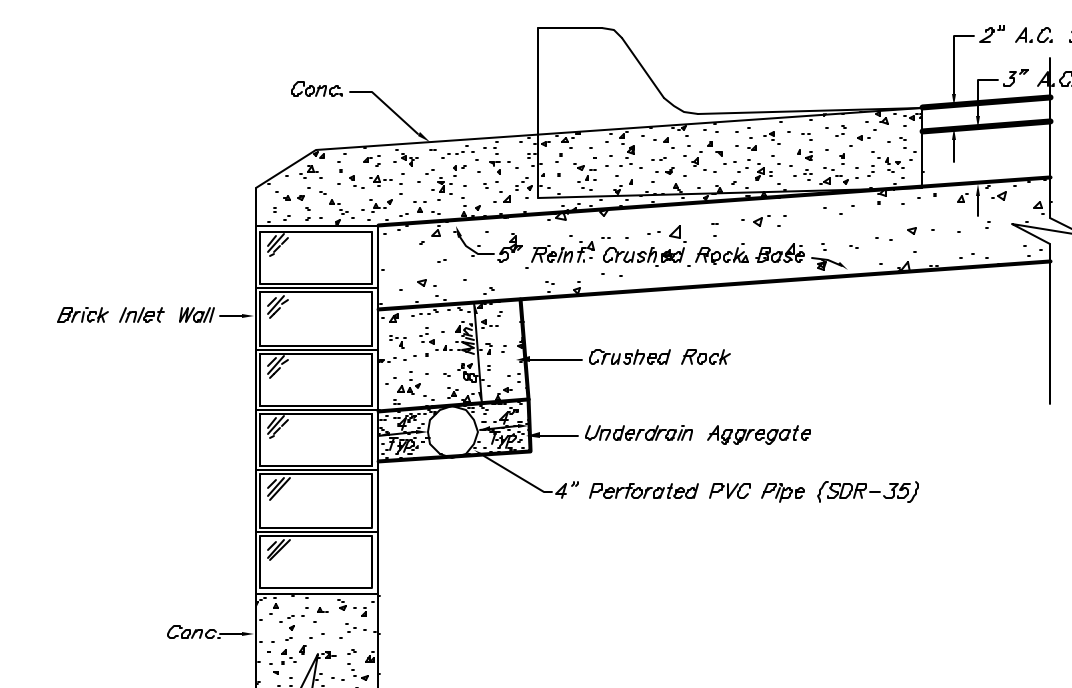 2" A.C.
3" A.C.
Conc.
5" Reinf. Crushed Rock Base
Brick Inlet Wall
8" Min.
Crushed Rock
4" 4"
Typ. Typ.
Underdrain Aggregate
4" Perforated PVC Pipe (SDR-35)
Conc.